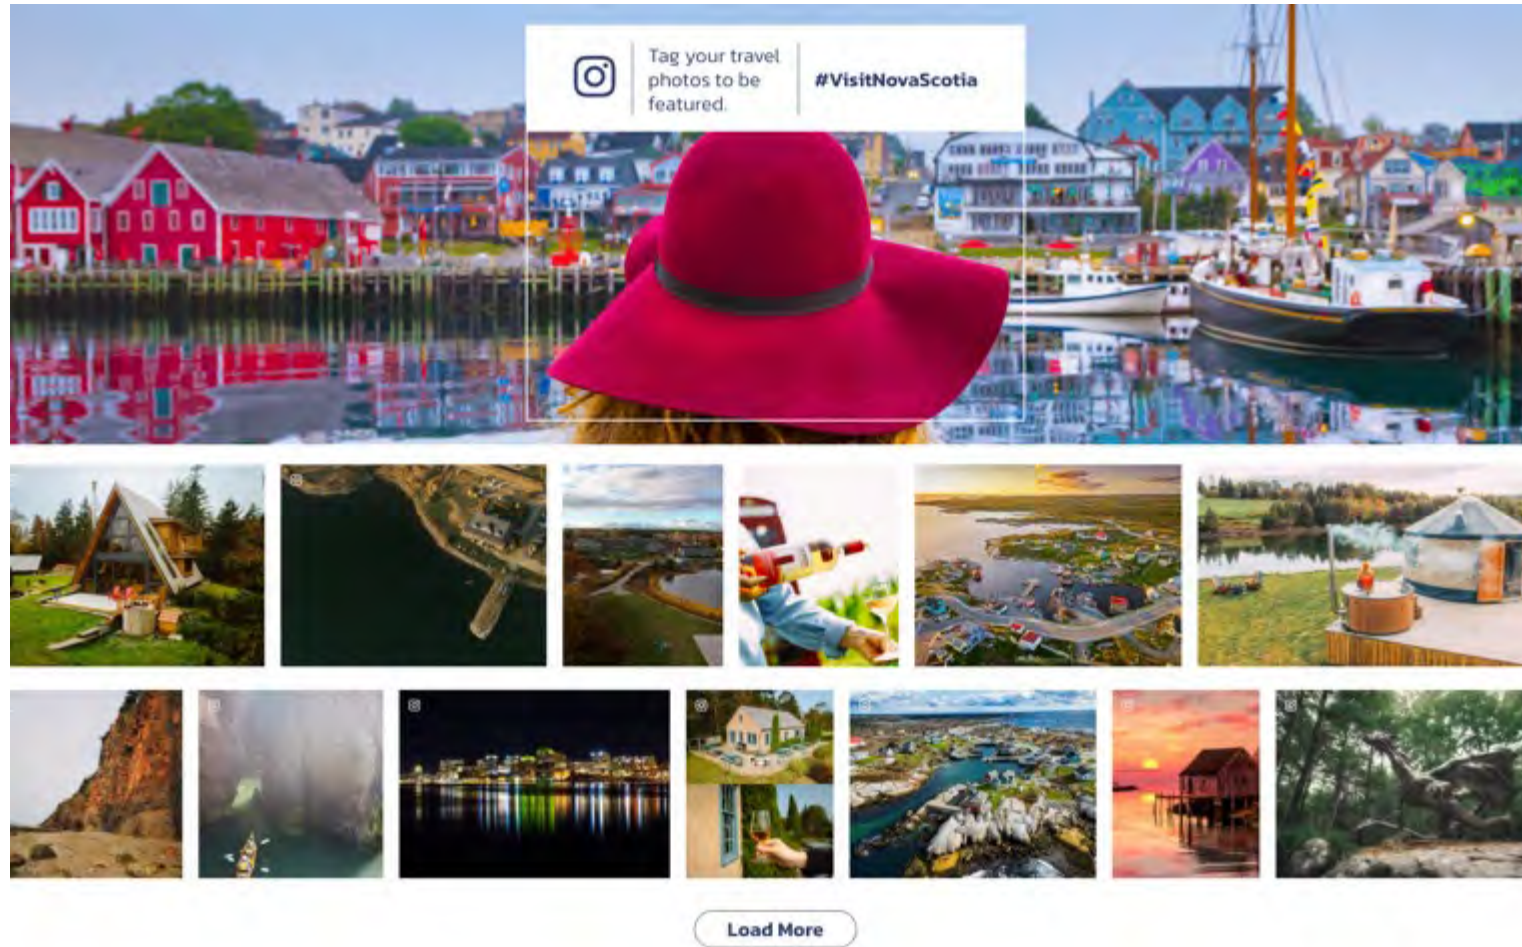 Tag your travel
photos to be
featured.
#VisitNovaScotia
Load More